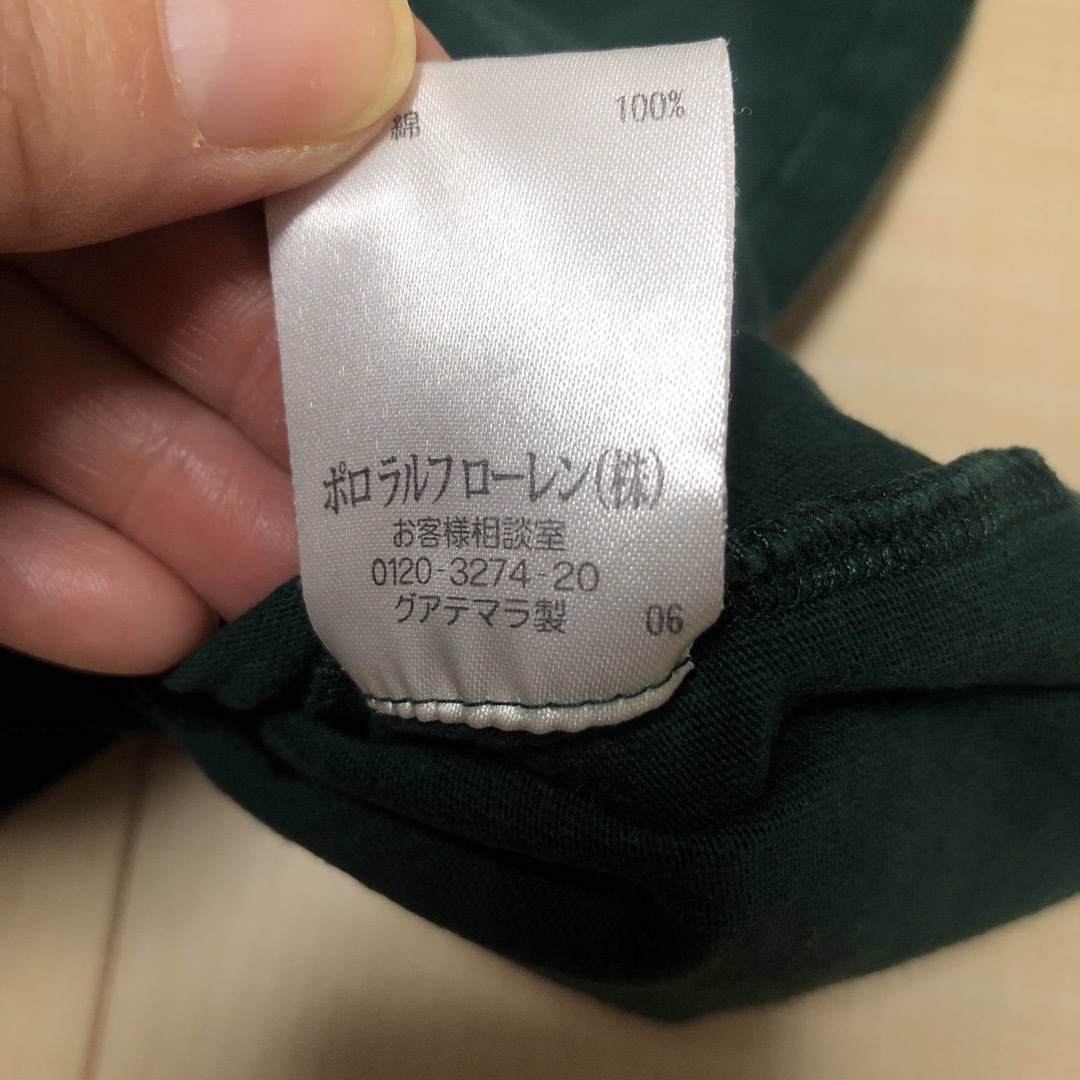 綿 100%
ポロ ラルフ ローレン(株)
お客様相談室
0120-3274-20
グアテマラ製 06